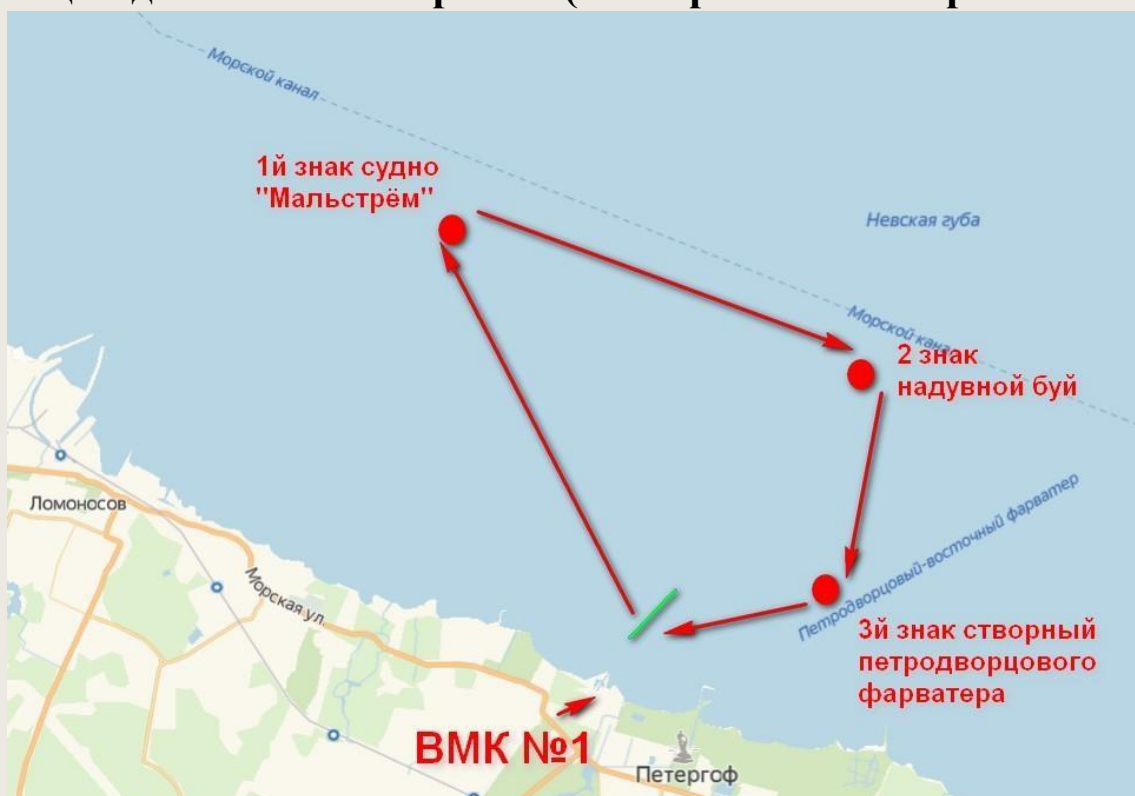 Морской канал
1й знак судно
"Мальстрём"
Невская губа
Морской канал
2 знак
надувной буй
Ломоносов
Морская ул.
Петродворцовый-восточный фарватер
3й знак створный
петродворцового
фарватера
ВМК №1
Петергоф